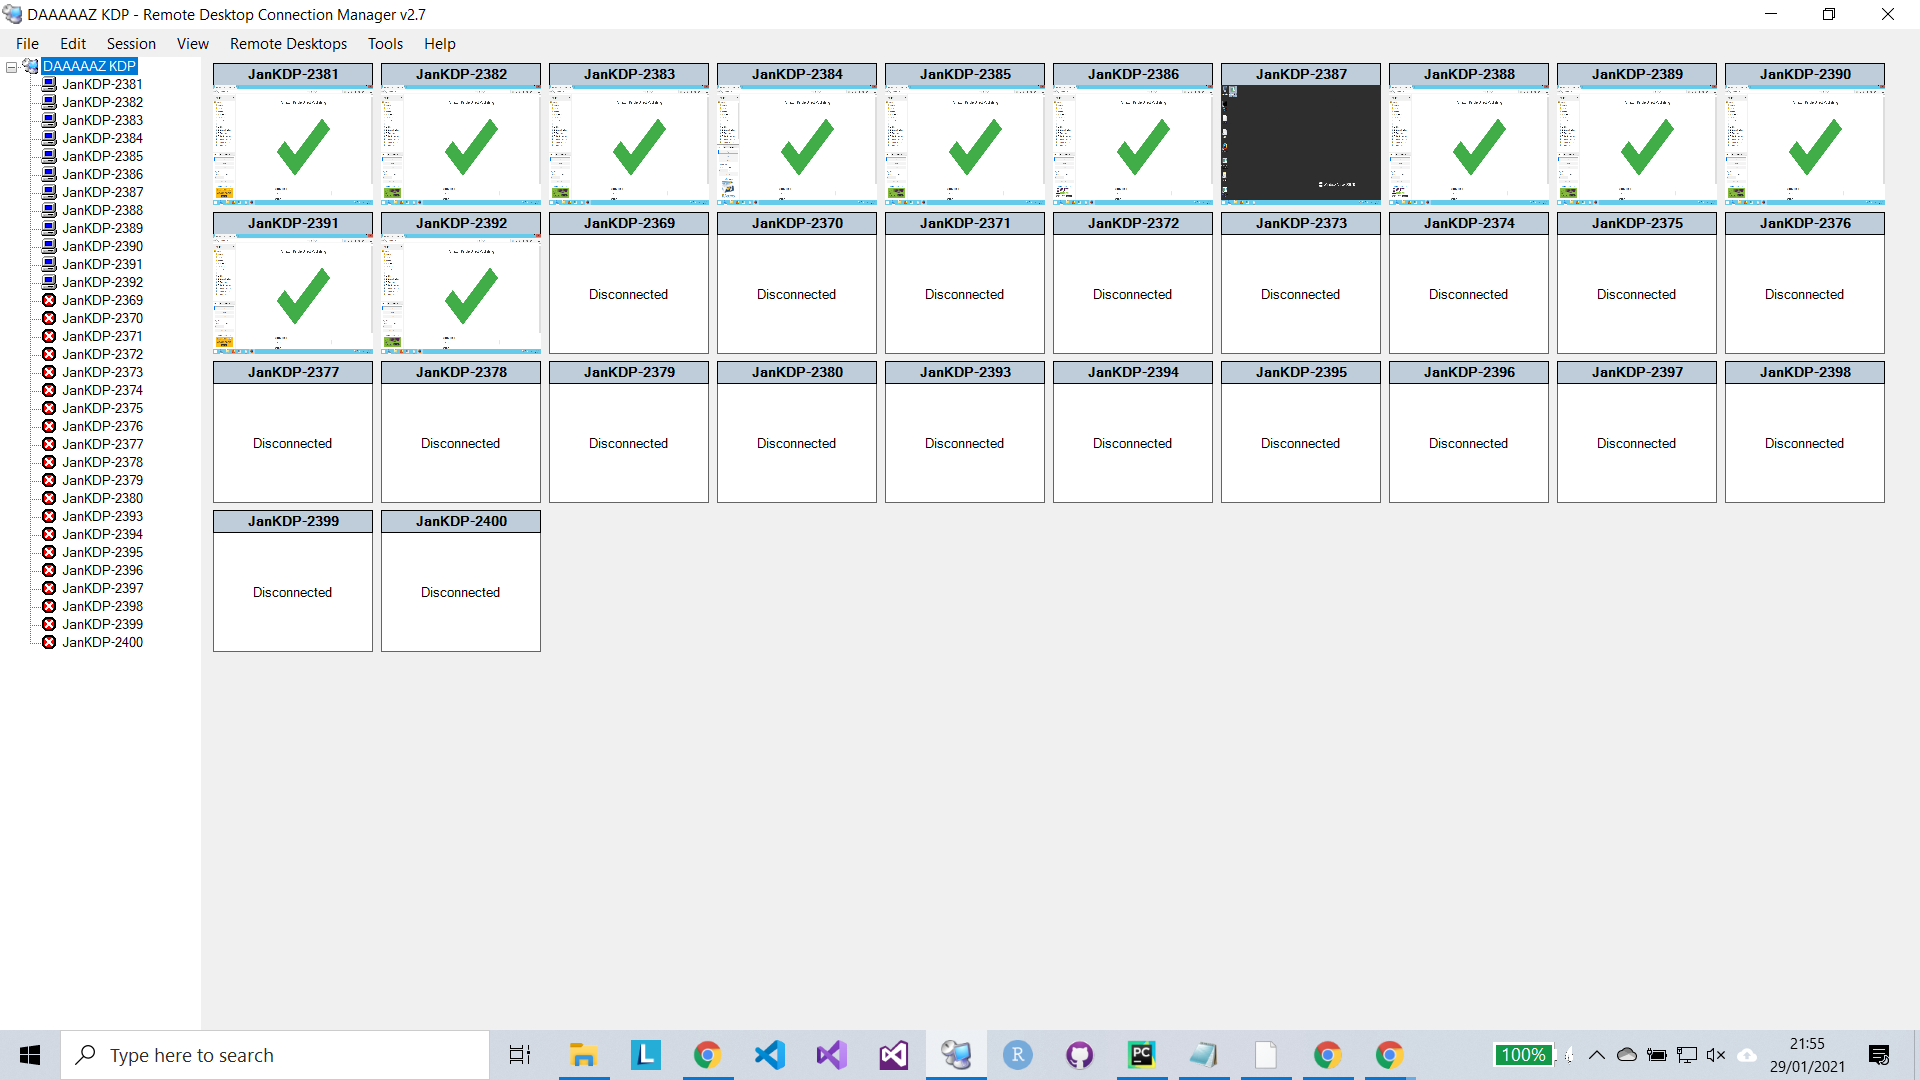 DAAAAAZ KDP - Remote Desktop Connection Manager v2.7
File Edit Session View Remote Desktops Tools Help
DAAAAAZ KDP
JanKDP-2381
JanKDP-2382
JanKDP-2383
JanKDP-2384
JanKDP-2385
JanKDP-2386
JanKDP-2387
JanKDP-2388
JanKDP-2389
JanKDP-2390
JanKDP-2391
JanKDP-2392
JanKDP-2369
JanKDP-2370
JanKDP-2371
JanKDP-2372
JanKDP-2373
JanKDP-2374
JanKDP-2375
JanKDP-2376
JanKDP-2377
JanKDP-2378
JanKDP-2379
JanKDP-2380
JanKDP-2393
JanKDP-2394
JanKDP-2395
JanKDP-2396
JanKDP-2397
JanKDP-2398
JanKDP-2399
JanKDP-2400
JanKDP-2381 JanKDP-2382 JanKDP-2383 JanKDP-2384 JanKDP-2385 JanKDP-2386 JanKDP-2387 JanKDP-2388 JanKDP-2389 JanKDP-2390
JanKDP-2391 JanKDP-2392 JanKDP-2369 JanKDP-2370 JanKDP-2371 JanKDP-2372 JanKDP-2373 JanKDP-2374 JanKDP-2375 JanKDP-2376
Disconnected Disconnected Disconnected Disconnected Disconnected Disconnected Disconnected Disconnected
JanKDP-2377 JanKDP-2378 JanKDP-2379 JanKDP-2380 JanKDP-2393 JanKDP-2394 JanKDP-2395 JanKDP-2396 JanKDP-2397 JanKDP-2398
Disconnected Disconnected Disconnected Disconnected Disconnected Disconnected Disconnected Disconnected Disconnected Disconnected
JanKDP-2399 JanKDP-2400
Disconnected Disconnected
Type here to search
L
R
PC
100%
21:55
29/01/2021